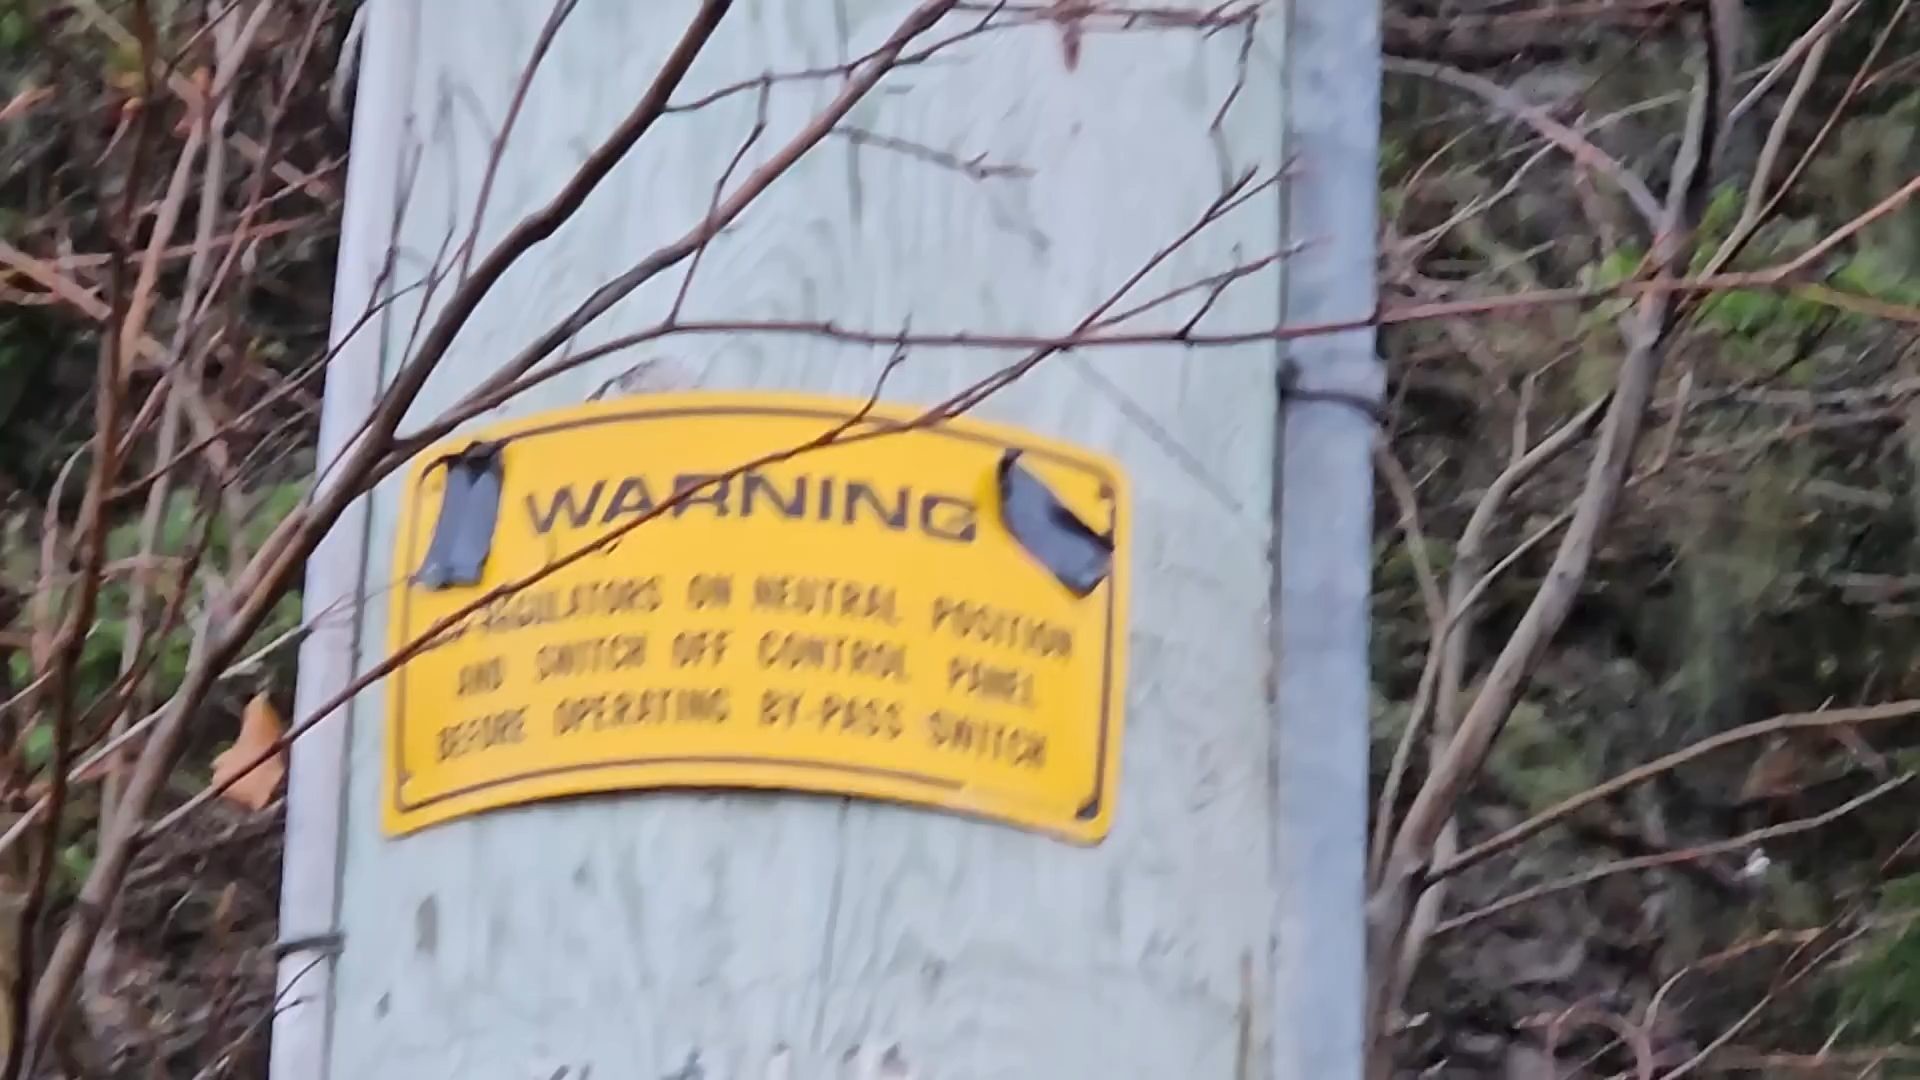 WARNING
REGULATORS ON NEUTRAL POSITION
AND SWITCH OFF CONTROL PANEL
BEFORE OPERATING BY-PASS SWITCH